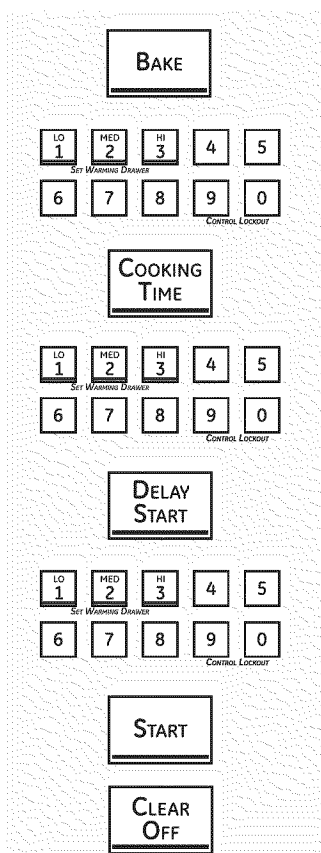 BAKE
LO MED HI
1 2 3 4 5
SET WARMING DRAWER
6 7 8 9 0
CONTROL LOCKOUT
COOKING
TIME
LO MED HI
1 2 3 4 5
SET WARMING DRAWER
6 7 8 9 0
CONTROL LOCKOUT
DELAY
START
LO MED HI
1 2 3 4 5
SET WARMING DRAWER
6 7 8 9 0
CONTROL LOCKOUT
START
CLEAR
OFF